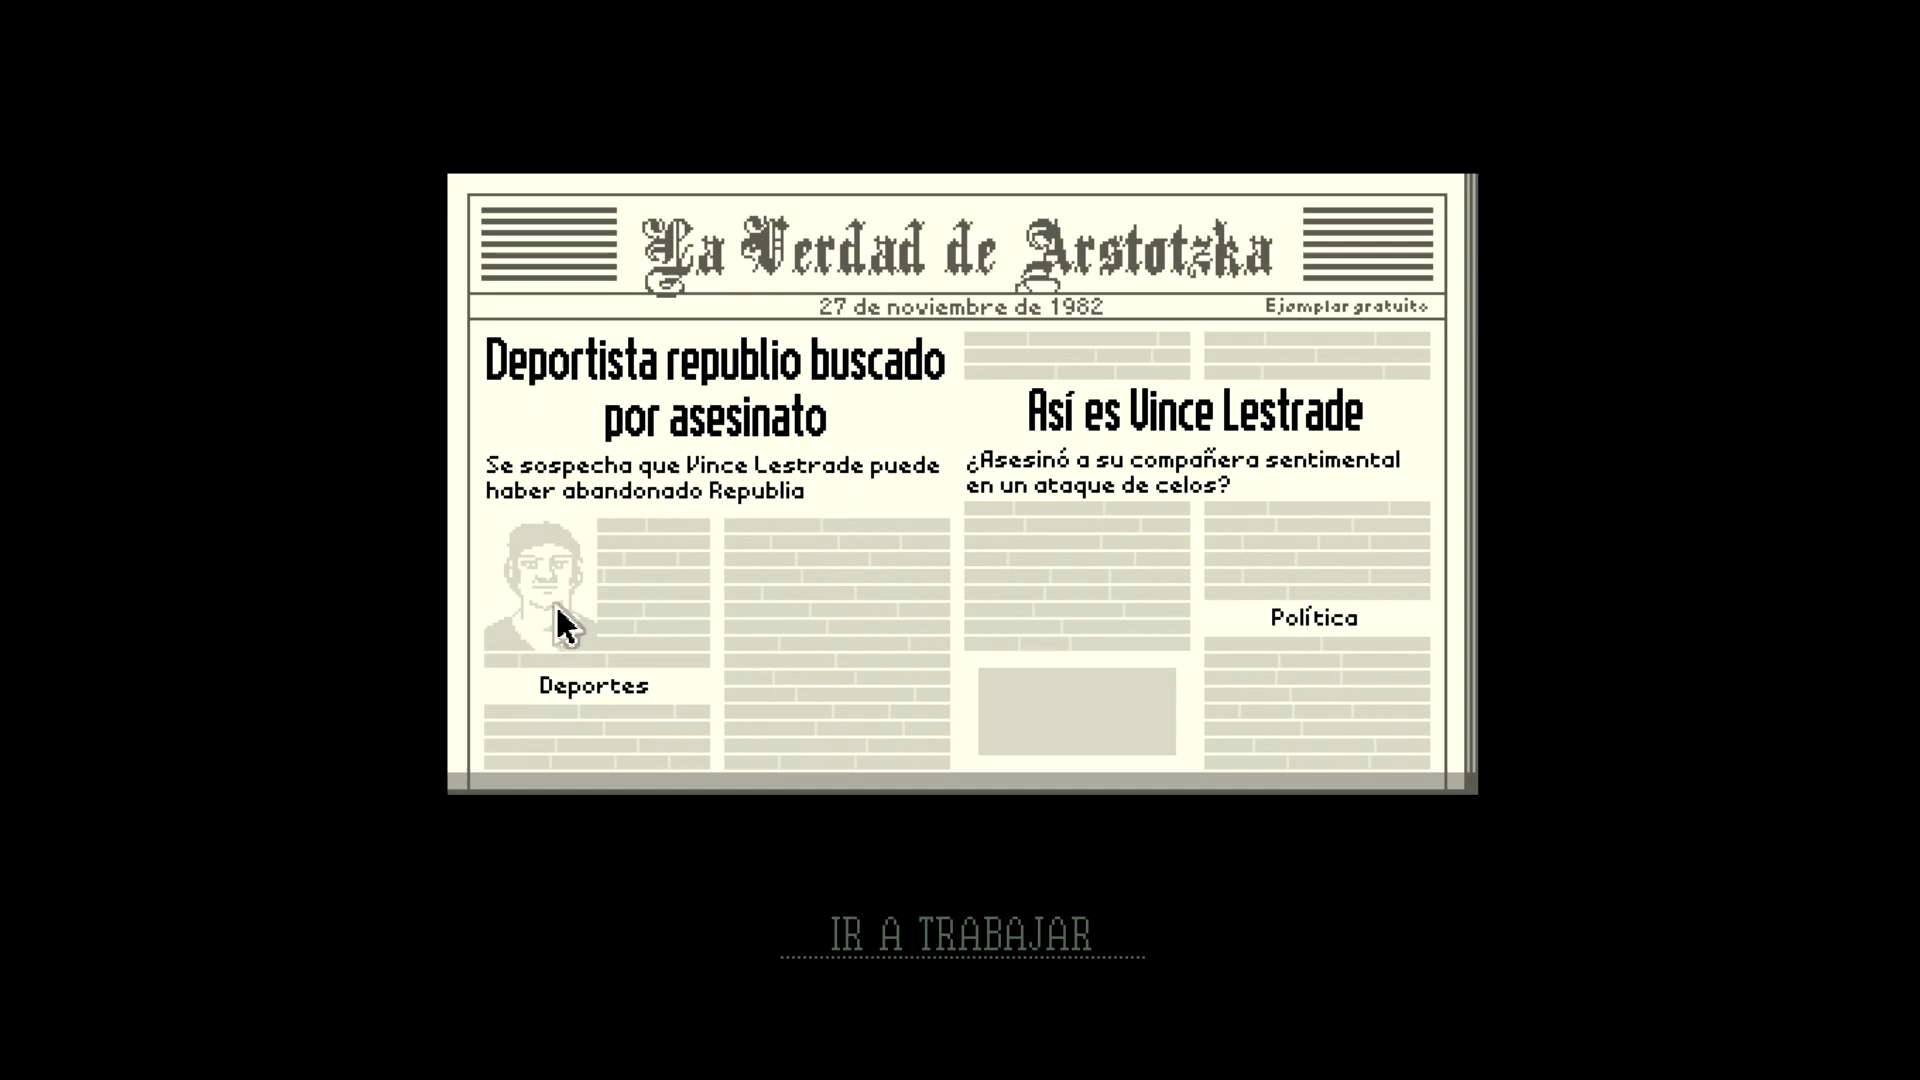 La Verdad de Arstotzka
27 de noviembre de 1982
Ejemplar gratuito
Deportista republio buscado
por asesinato
Se sospecha que Vince Lestrade puede
haber abandonado Republia
Deportes
Así es Vince Lestrade
¿Asesinó a su compañera sentimental
en un ataque de celos?
Política
IR A TRABAJAR